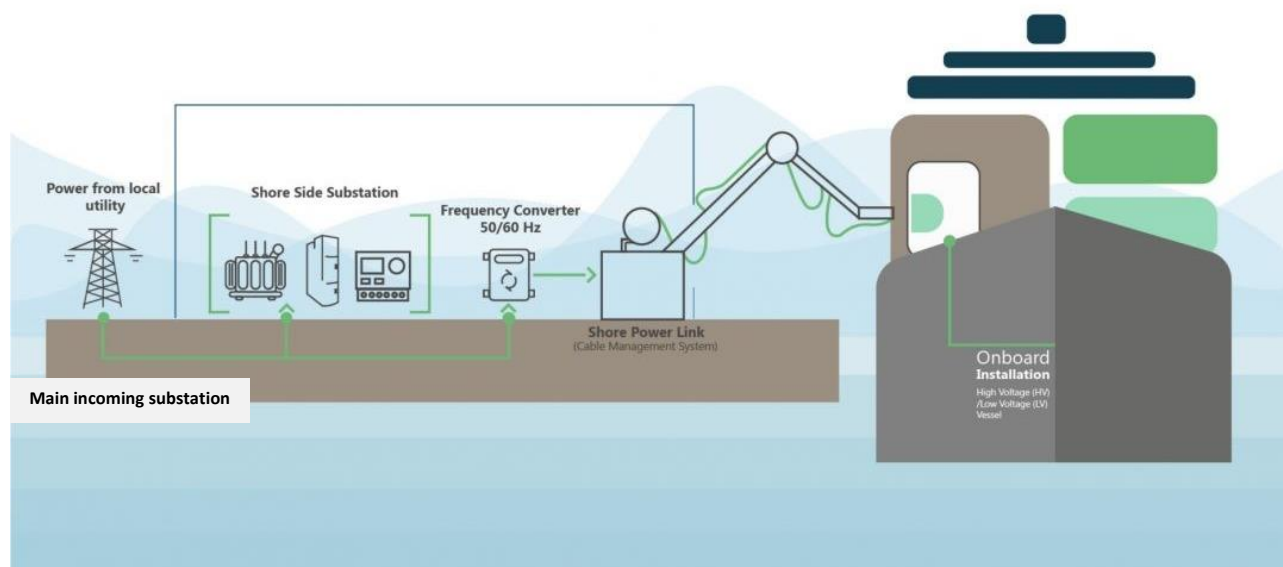 Power from local
utility
Shore Side Substation
Frequency Converter
50/60 Hz
Shore Power Link
(Cable Management System)
Main incoming substation
Onboard
Installation
High Voltage (HV)
/Low Voltage (LV)
Vessel